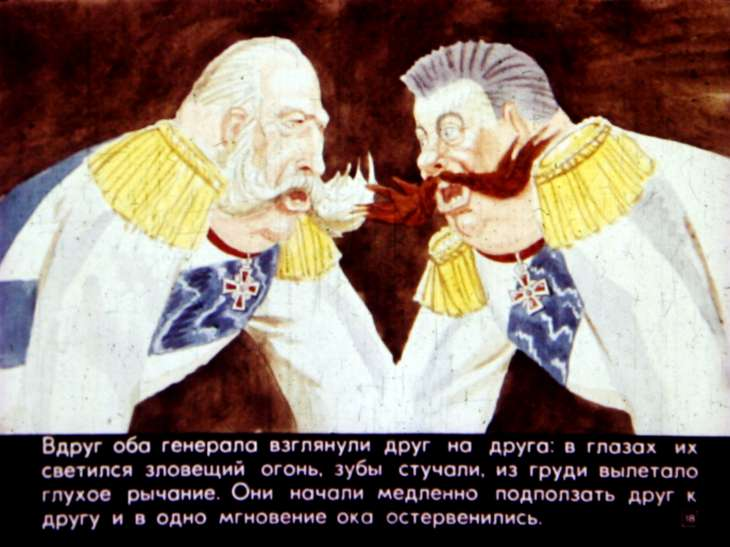 Вдруг оба генерала взглянули друг на друга: в глазах их
светился зловещий огонь, зубы стучали, из груди вылетало
глухое рычание. Они начали медленно подползать друг к
другу и в одно мгновение ока остервенились.
18